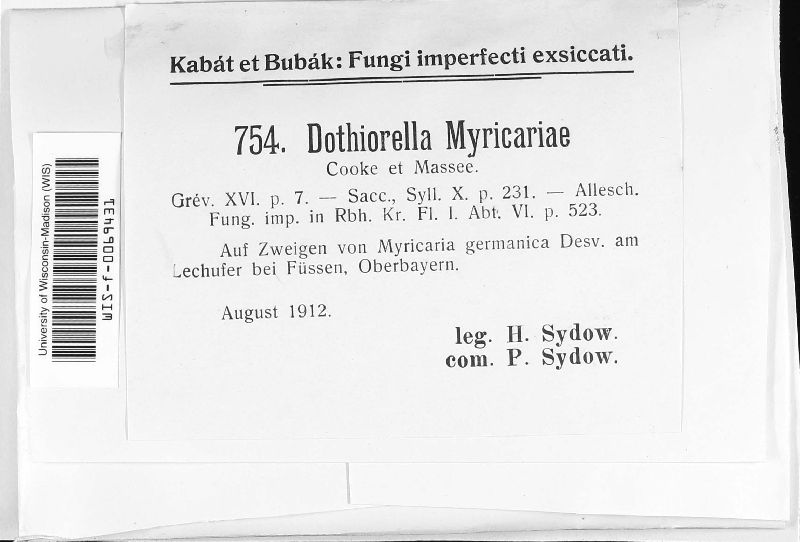 Kabát et Bubák: Fungi imperfecti exsiccati.
754. Dothiorella Myricariae
Cooke et Massee.
Grév. XVI. p. 7. — Sacc., Syll. X. p. 231. — Allesch.
Fung. imp. in Rbh. Kr. Fl. I. Abt. VI. p. 523.
Auf Zweigen von Myricaria germanica Desv. am
Lechufer bei Füssen, Oberbayern.
August 1912.
leg. H. Sydow.
com. P. Sydow.
University of Wisconsin-Madison (WIS)